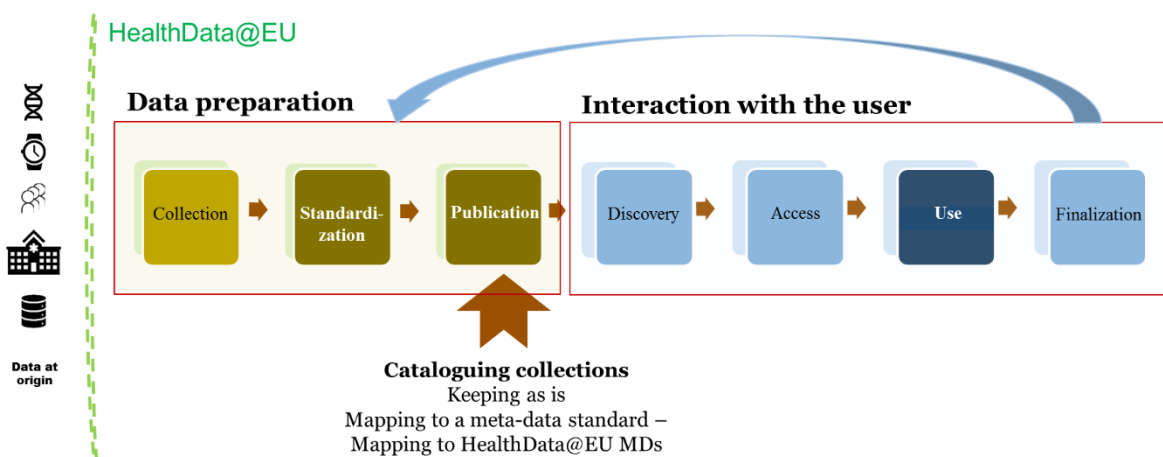 HealthData@EU
Data preparation
Interaction with the user
Collection
Standardi-
zation
Publication
Discovery
Access
Use
Finalization
Data at
origin
Cataloguing collections
Keeping as is
Mapping to a meta-data standard –
Mapping to HealthData@EU MDs